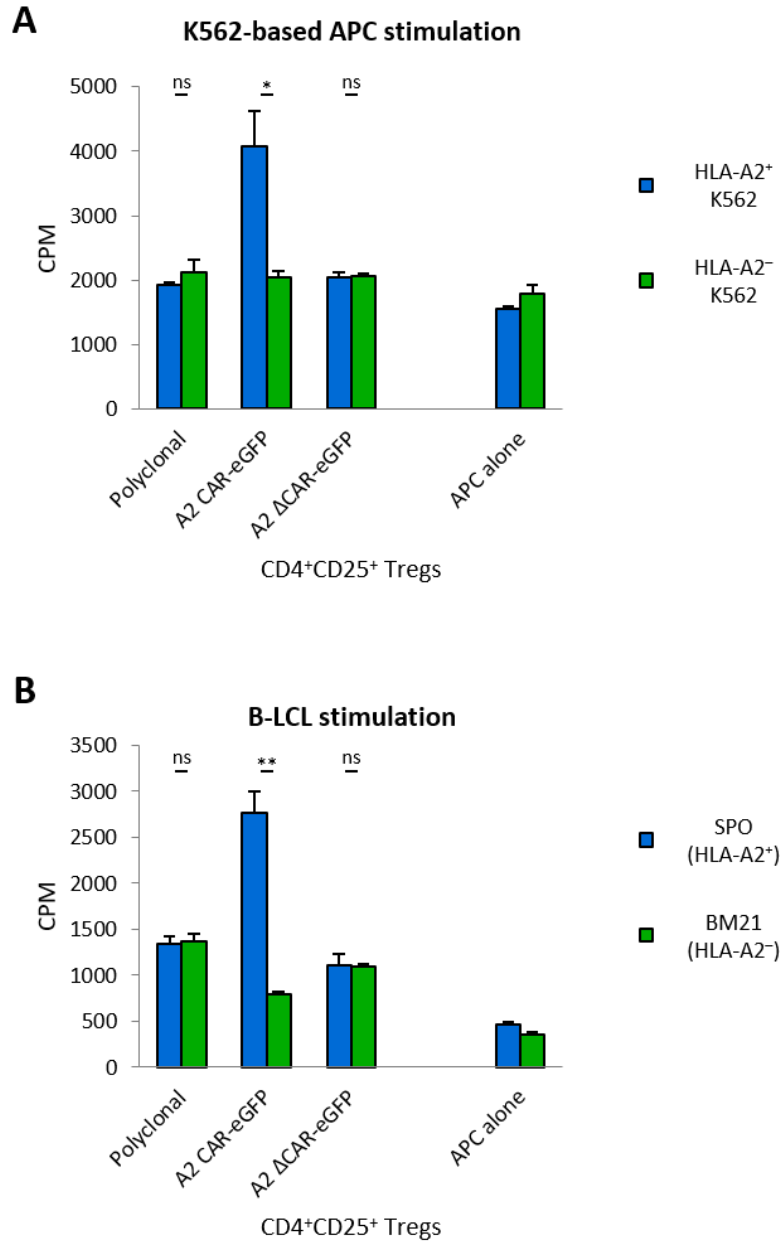 A
K562-based APC stimulation
5000
4000
3000
2000
1000
0
CPM
ns
*
ns
Polyclonal
A2 CAR-eGFP
A2 ΔCAR-eGFP
APC alone
CD4⁺CD25⁺ Tregs
HLA-A2⁺
K562
HLA-A2⁻
K562
B
B-LCL stimulation
3500
3000
2500
2000
1500
1000
500
0
CPM
ns
**
ns
Polyclonal
A2 CAR-eGFP
A2 ΔCAR-eGFP
APC alone
CD4⁺CD25⁺ Tregs
SPO
(HLA-A2⁺)
BM21
(HLA-A2⁻)